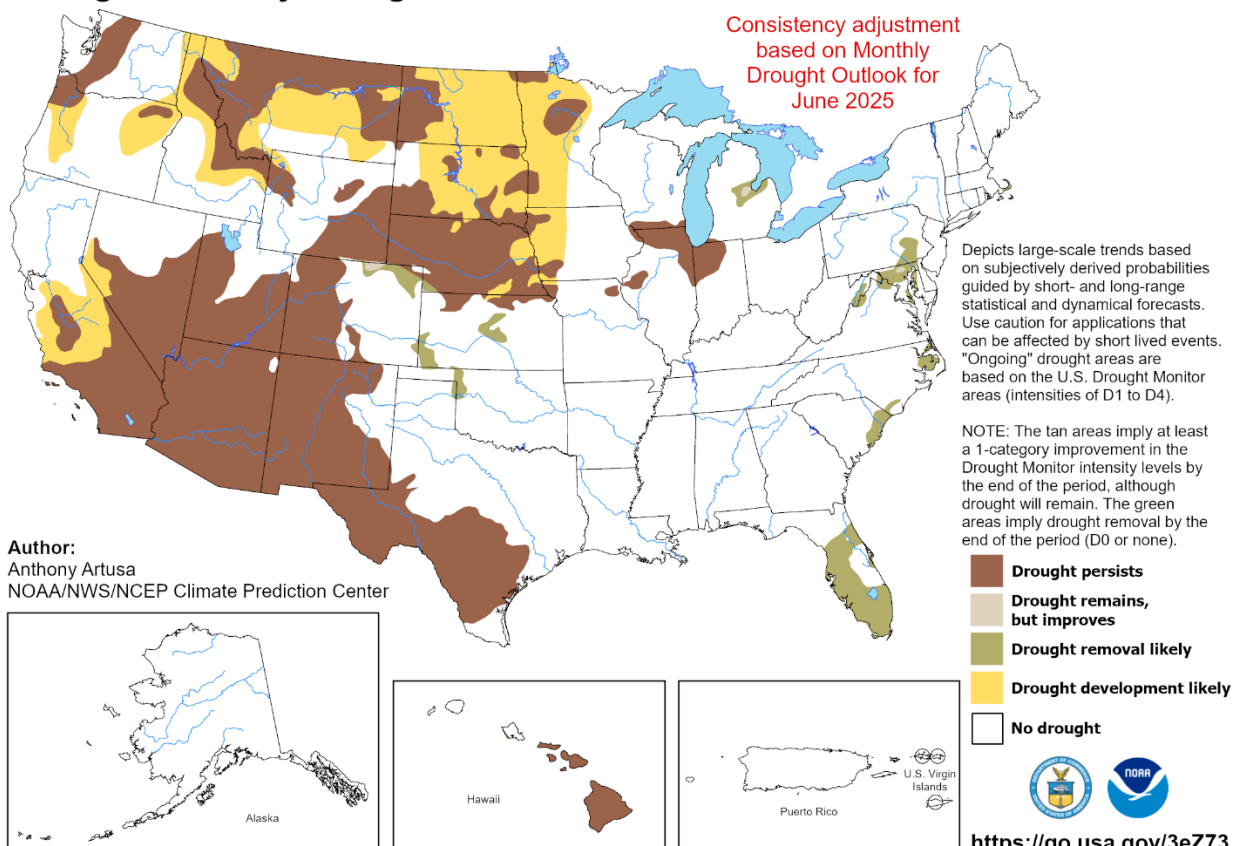 Consistency adjustment
based on Monthly
Drought Outlook for
June 2025
Depicts large-scale trends based
on subjectively derived probabilities
guided by short- and long-range
statistical and dynamical forecasts.
Use caution for applications that
can be affected by short lived events.
"Ongoing" drought areas are
based on the U.S. Drought Monitor
areas (intensities of D1 to D4).
NOTE: The tan areas imply at least
a 1-category improvement in the
Drought Monitor intensity levels by
the end of the period, although
drought will remain. The green
areas imply drought removal by the
end of the period (D0 or none).
Author:
Anthony Artusa
NOAA/NWS/NCEP Climate Prediction Center
Drought persists
Drought remains,
but improves
Drought removal likely
Drought development likely
No drought
Alaska
Hawaii
Puerto Rico
U.S. Virgin
Islands
NOAA
https://go.usa.gov/3eZ73